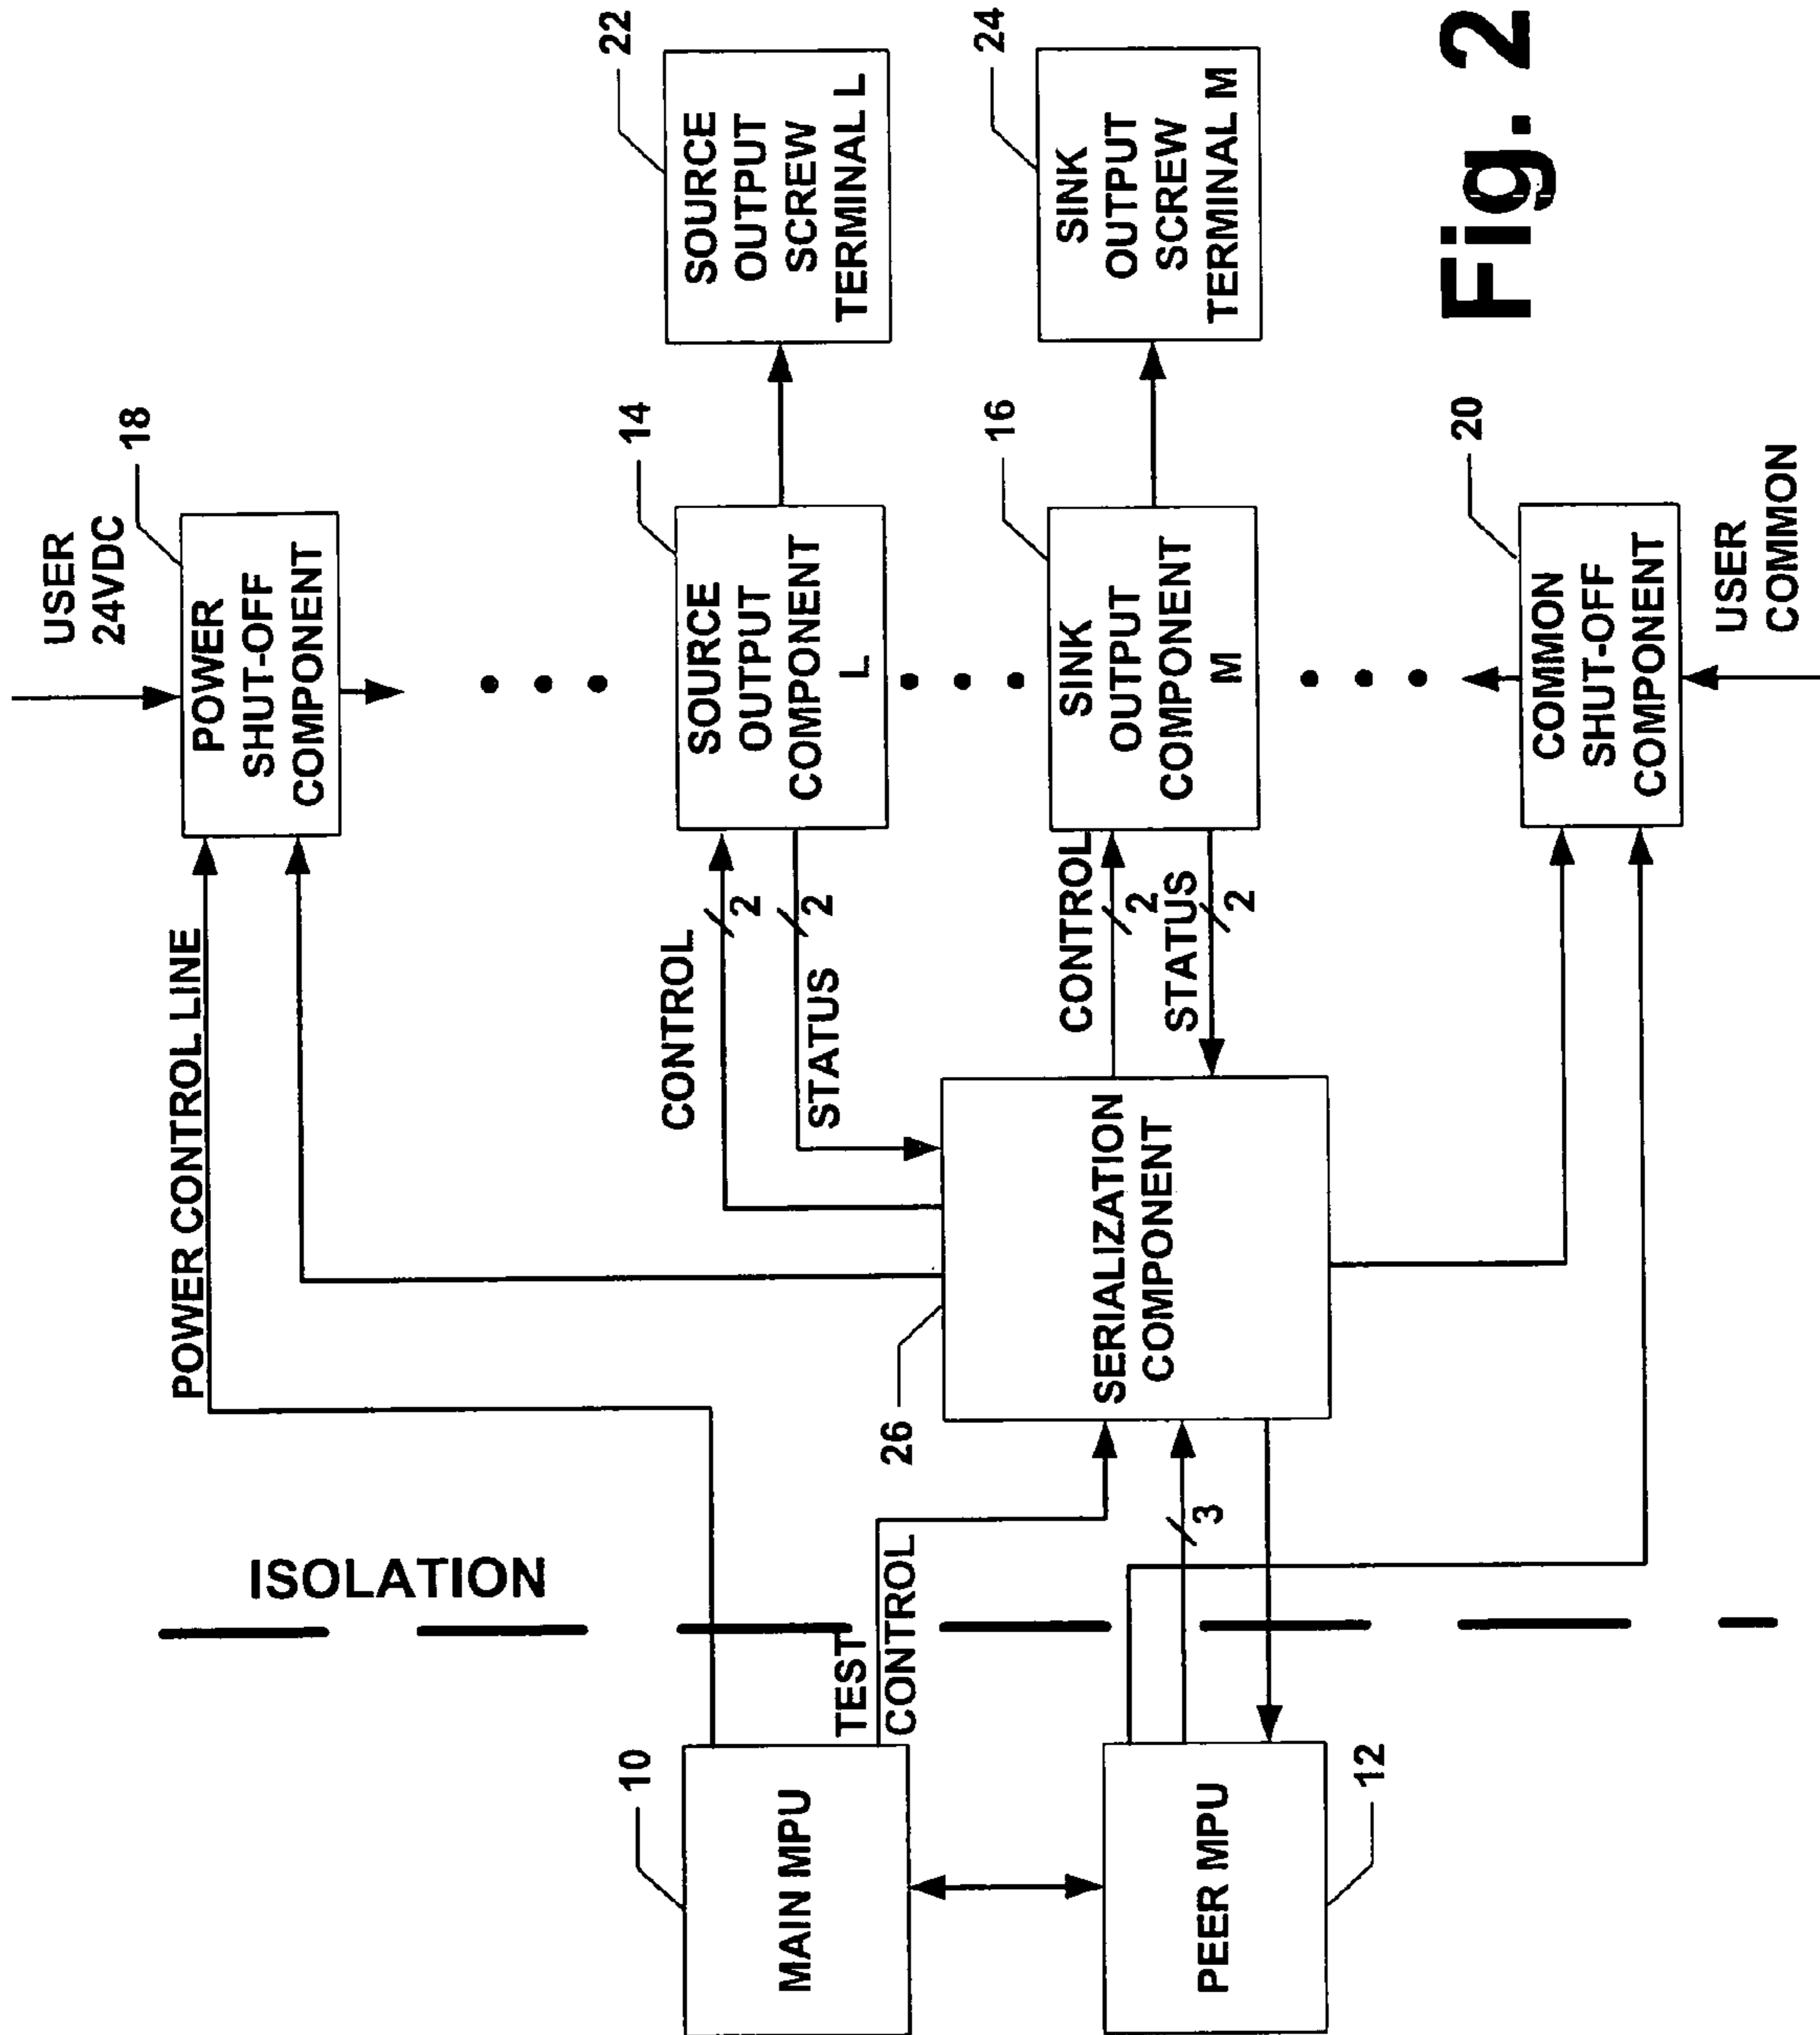 USER
24VDC
18
POWER
SHUT-OFF
COMPONENT
POWER CONTROL LINE
ISOLATION
10
MAIN MPU
TEST
CONTROL
CONTROL
2
2
STATUS
14
SOURCE
OUTPUT
COMPONENT
L
22
SOURCE
OUTPUT
SCREW
TERMINAL L
26
SERIALIZATION
COMPONENT
CONTROL
2
STATUS
2
16
SINK
OUTPUT
COMPONENT
M
24
SINK
OUTPUT
SCREW
TERMINAL M
3
PEER MPU
12
20
COMMON
SHUT-OFF
COMPONENT
USER
COMMON
Fig. 2